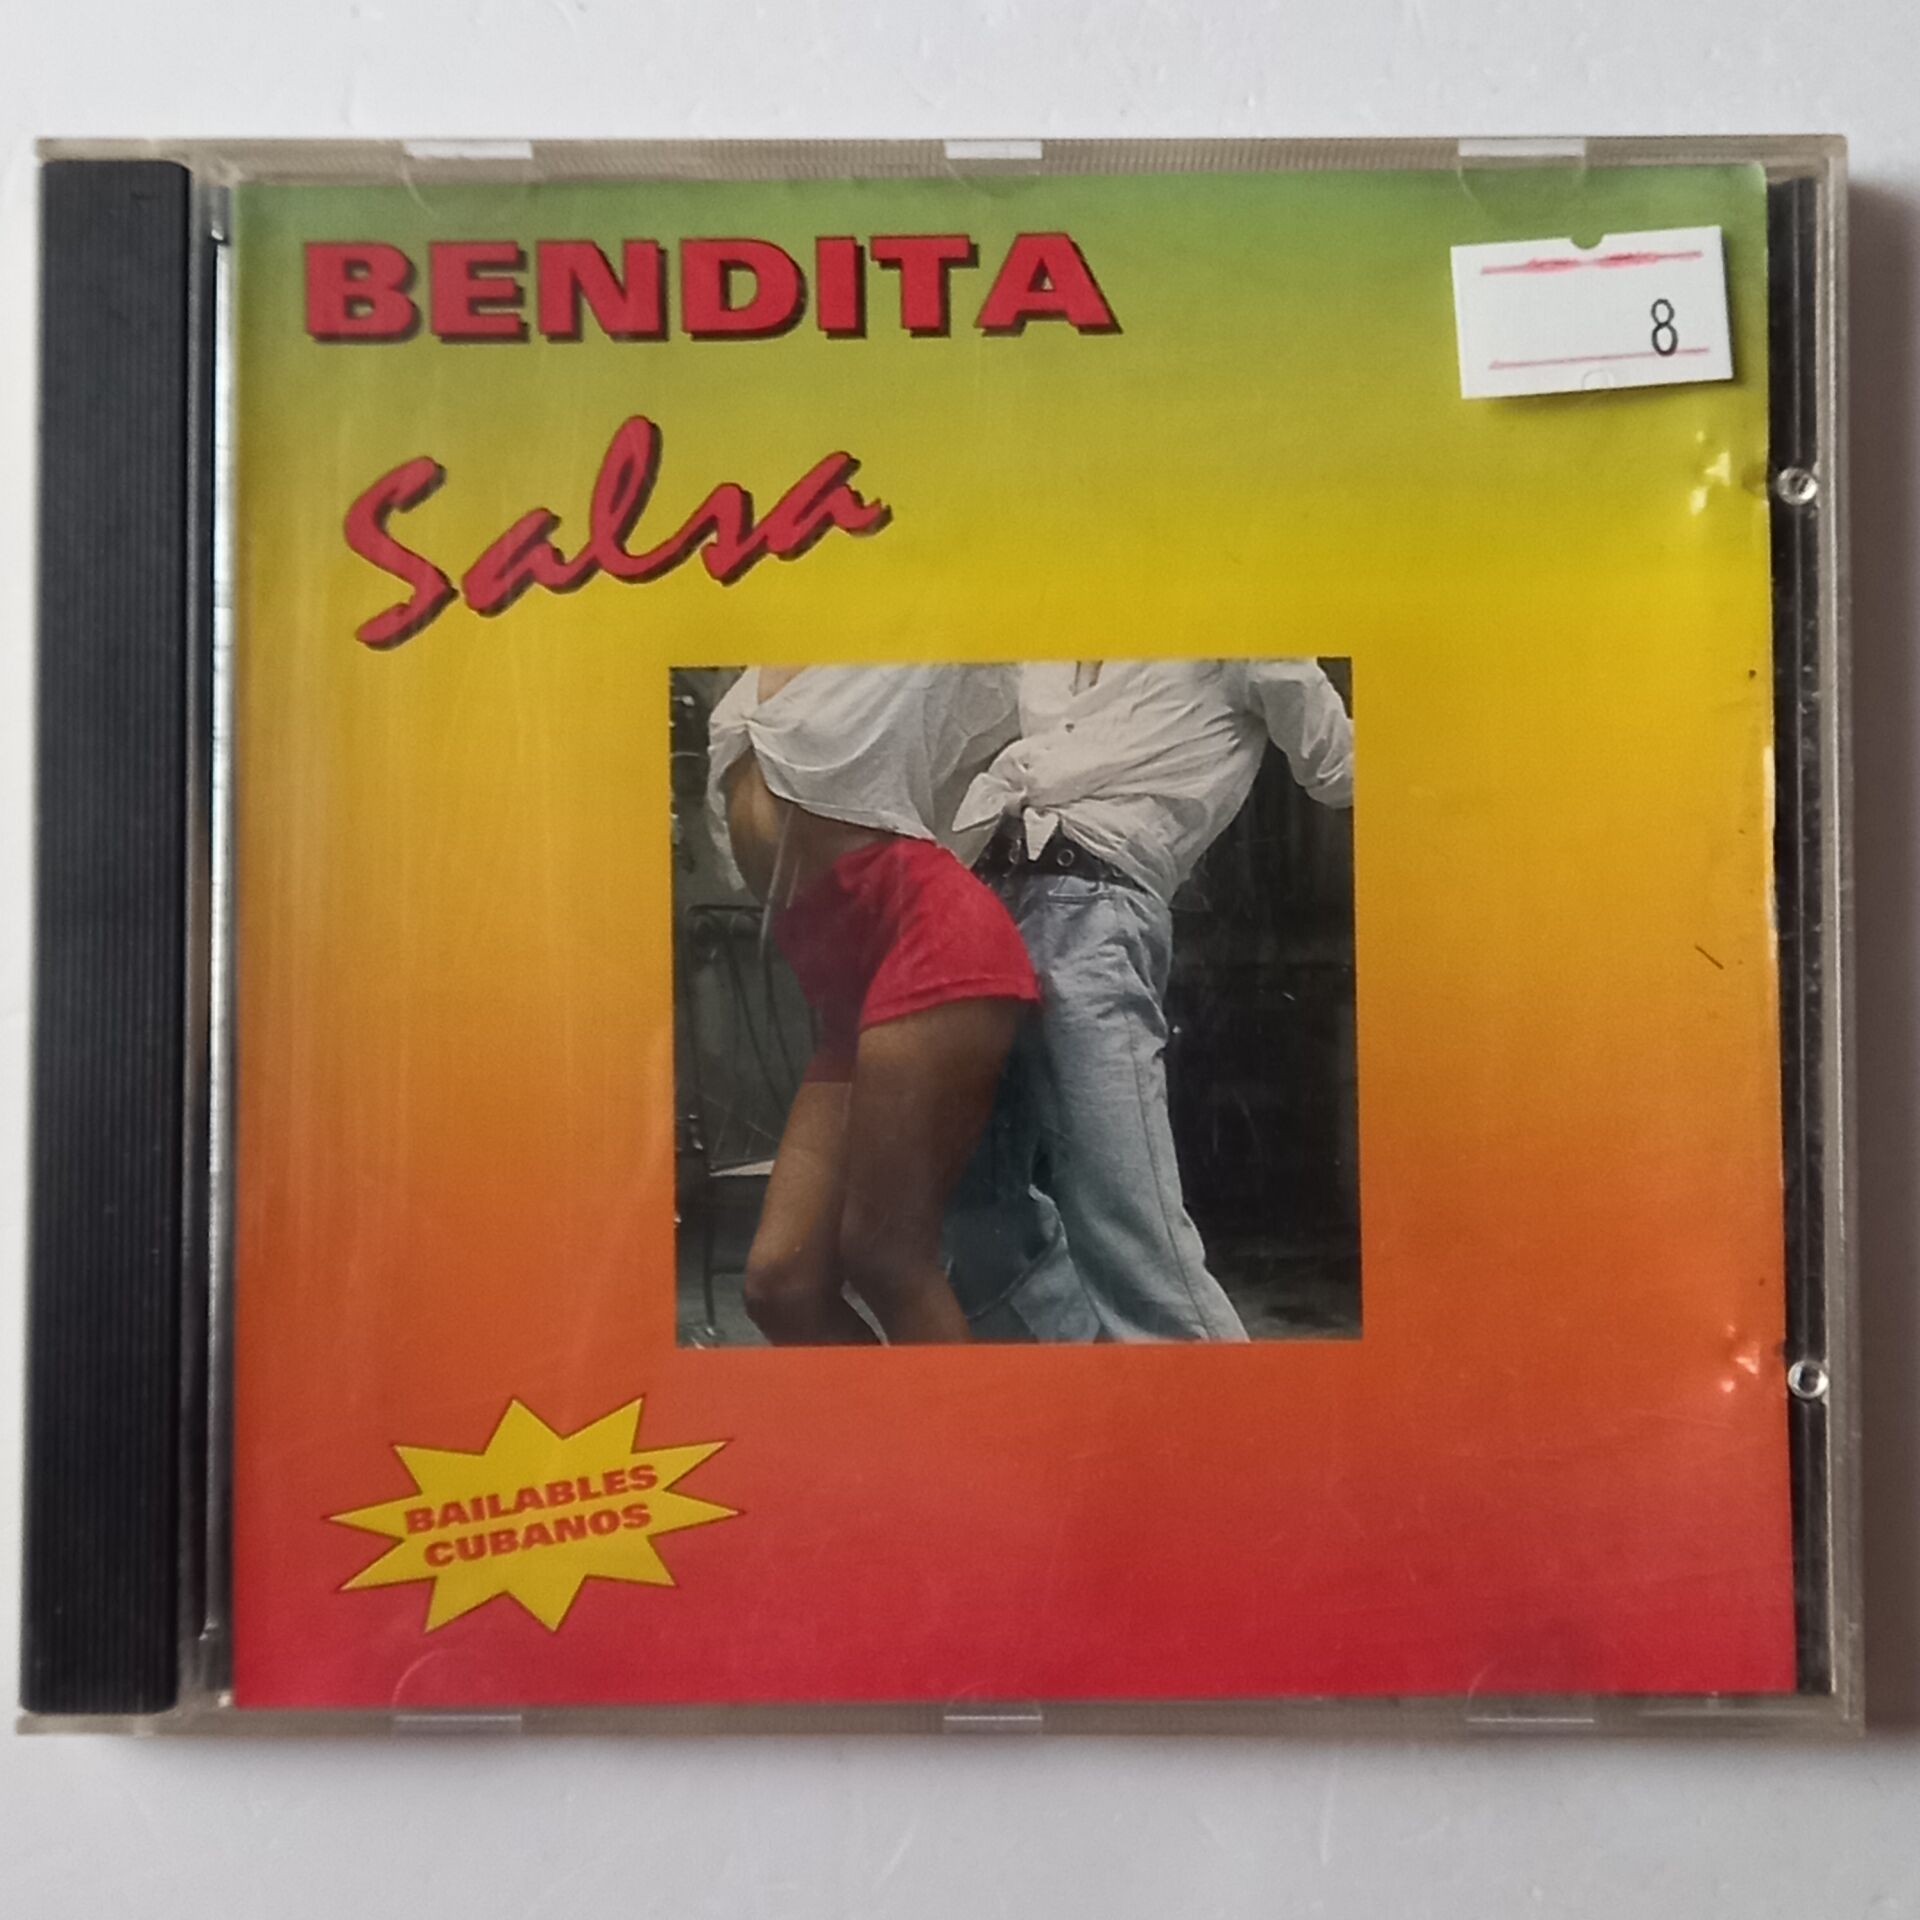 BENDITA
8
Salsa
BAILABLES
CUBANOS